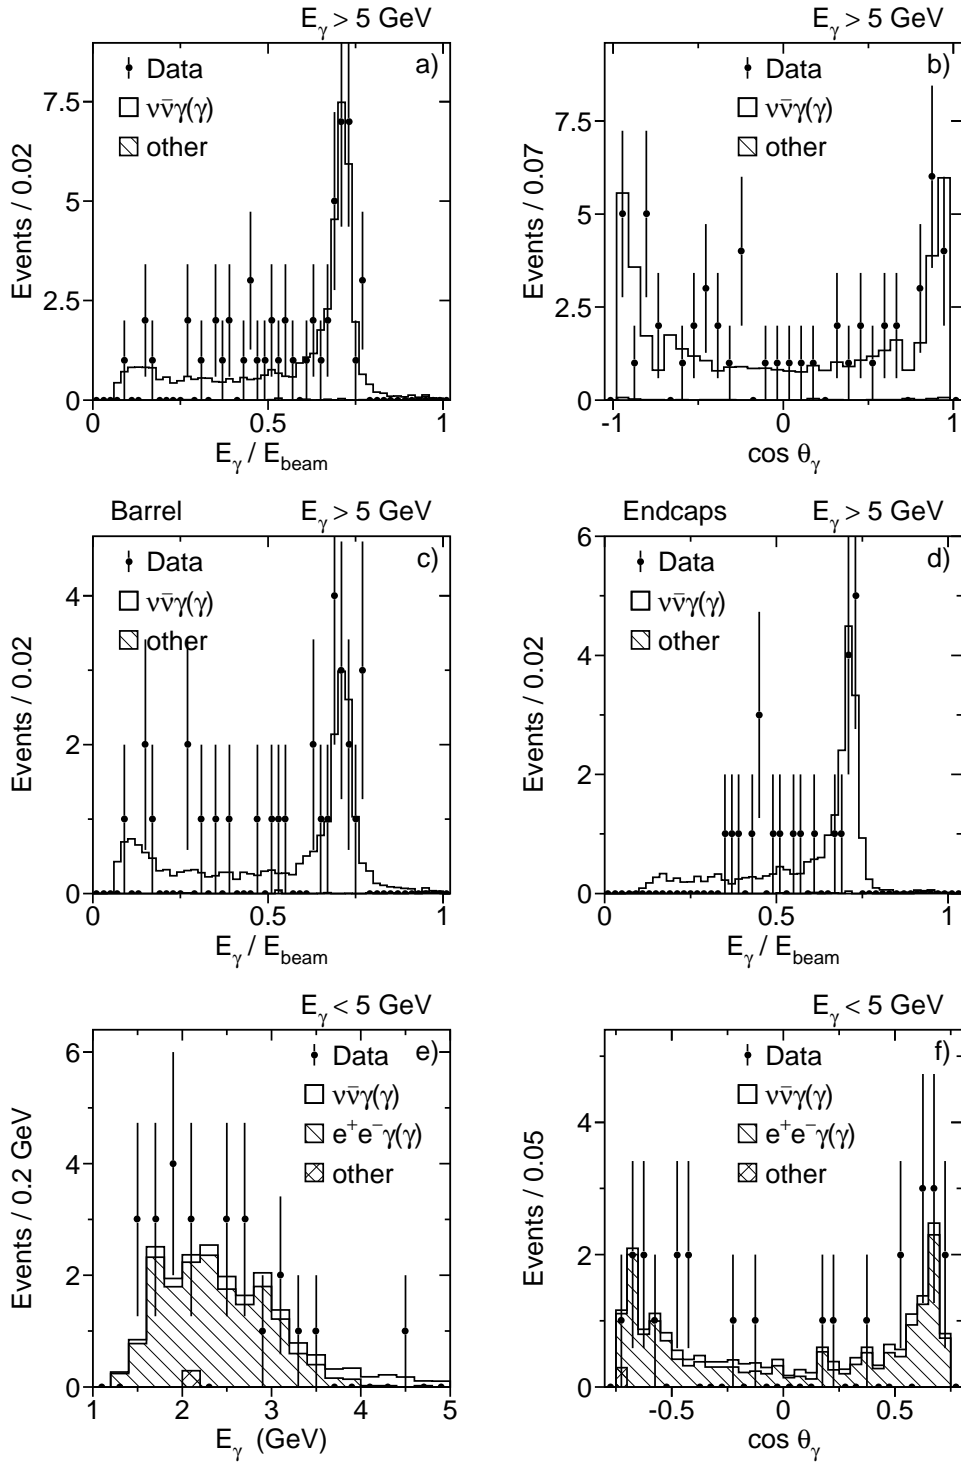 E_γ > 5 GeV
a)
Data
νν̄γ(γ)
other
Events / 0.02
7.5
5
2.5
0
0 0.5 1
E_γ / E_beam
E_γ > 5 GeV
b)
Data
νν̄γ(γ)
other
Events / 0.07
7.5
5
2.5
0
-1 0 1
cos θ_γ
Barrel E_γ > 5 GeV
c)
Data
νν̄γ(γ)
other
Events / 0.02
4
2
0
0 0.5 1
E_γ / E_beam
Endcaps E_γ > 5 GeV
d)
Data
νν̄γ(γ)
other
Events / 0.02
6
4
2
0
0 0.5 1
E_γ / E_beam
E_γ < 5 GeV
e)
Data
νν̄γ(γ)
e⁺e⁻γ(γ)
other
Events / 0.2 GeV
6
4
2
0
1 2 3 4 5
E_γ (GeV)
E_γ < 5 GeV
f)
Data
νν̄γ(γ)
e⁺e⁻γ(γ)
other
Events / 0.05
4
2
0
-0.5 0 0.5
cos θ_γ